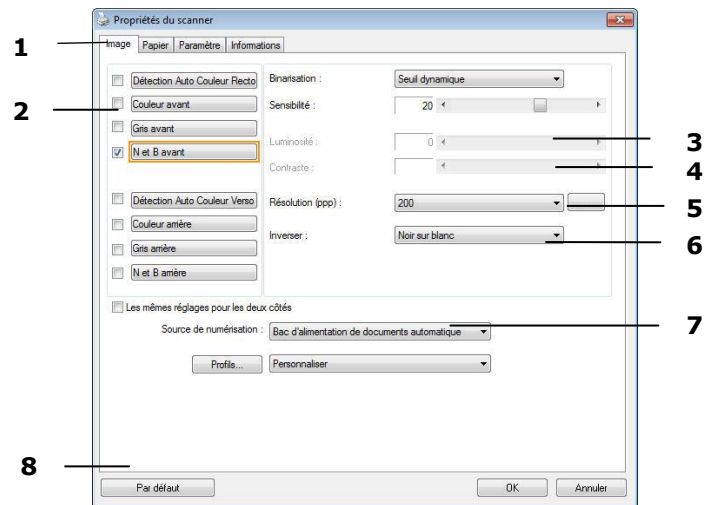 Propriétés du scanner
1
Image Papier Paramètre Informations
2
Détection Auto Couleur Recto
Couleur avant
Gris avant
N et B avant
Détection Auto Couleur Verso
Couleur arrière
Gris arrière
N et B arrière
Binarisation : Seuil dynamique
Sensibilité : 20
Luminosité : 0
3
Contraste :
4
Résolution (ppp) : 200
5
Inverser : Noir sur blanc
6
Les mêmes réglages pour les deux côtés
Source de numérisation : Bac d'alimentation de documents automatique
7
Profils... Personnaliser
8
Par défaut OK Annuler